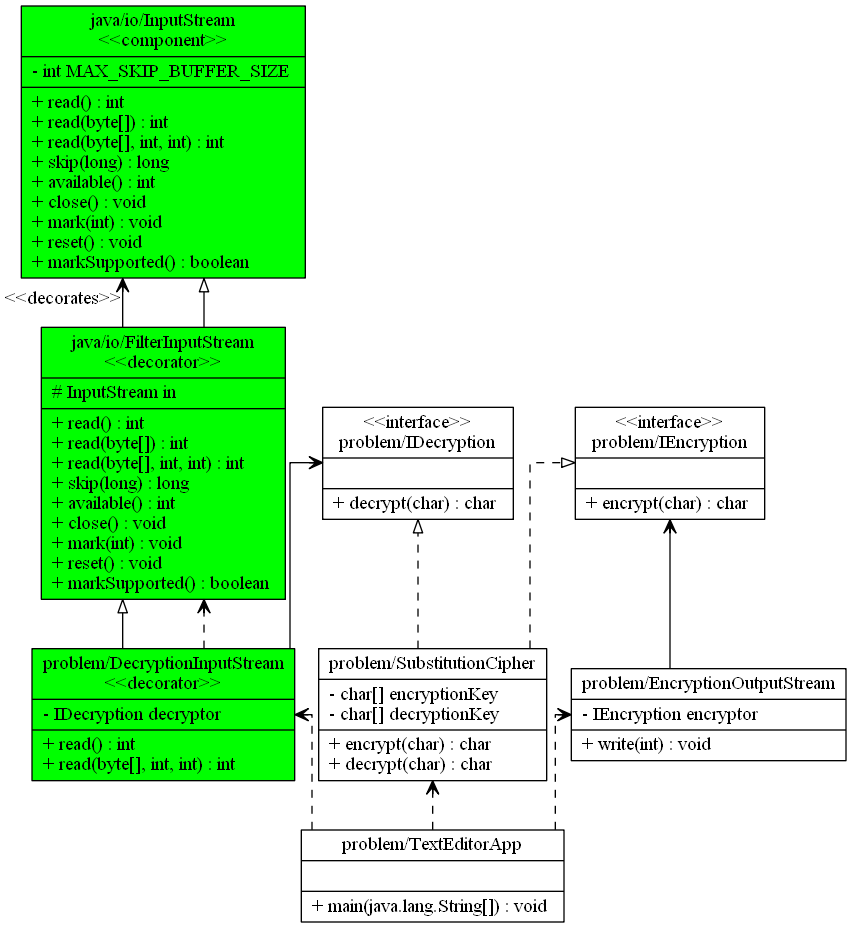 java/io/InputStream
<<component>>
- int MAX_SKIP_BUFFER_SIZE
+ read() : int
+ read(byte[]) : int
+ read(byte[], int, int) : int
+ skip(long) : long
+ available() : int
+ close() : void
+ mark(int) : void
+ reset() : void
+ markSupported() : boolean
<<decorates>>
java/io/FilterInputStream
<<decorator>>
# InputStream in
+ read() : int
+ read(byte[]) : int
+ read(byte[], int, int) : int
+ skip(long) : long
+ available() : int
+ close() : void
+ mark(int) : void
+ reset() : void
+ markSupported() : boolean
<<interface>>
problem/IDecryption
+ decrypt(char) : char
<<interface>>
problem/IEncryption
+ encrypt(char) : char
problem/DecryptionInputStream
<<decorator>>
- IDecryption decryptor
+ read() : int
+ read(byte[], int, int) : int
problem/SubstitutionCipher
- char[] encryptionKey
- char[] decryptionKey
+ encrypt(char) : char
+ decrypt(char) : char
problem/EncryptionOutputStream
- IEncryption encryptor
+ write(int) : void
problem/TextEditorApp
+ main(java.lang.String[]) : void